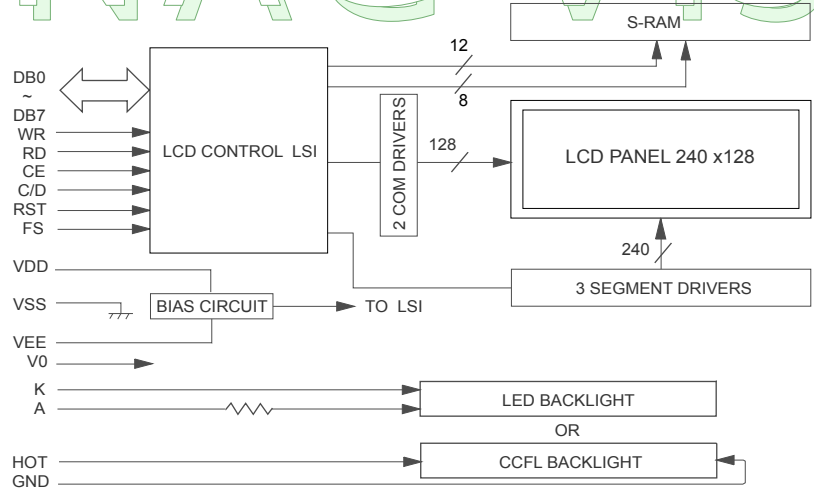 S-RAM
12
8
DB0
~
DB7
WR
RD
CE
C/D
RST
FS
LCD CONTROL LSI
2 COM DRIVERS
128
LCD PANEL 240 x128
240
3 SEGMENT DRIVERS
VDD
VSS
VEE
V0
BIAS CIRCUIT
TO LSI
K
A
LED BACKLIGHT
OR
HOT
GND
CCFL BACKLIGHT